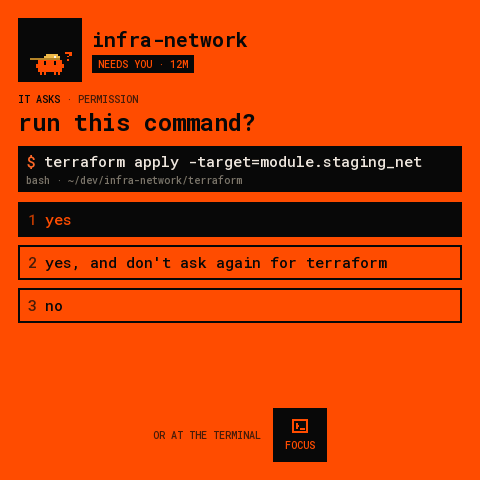 infra-network
NEEDS YOU · 12M
IT ASKS · PERMISSION
run this command?
$ terraform apply -target=module.staging_net
bash · ~/dev/infra-network/terraform
1 yes
2 yes, and don't ask again for terraform
3 no
OR AT THE TERMINAL
FOCUS